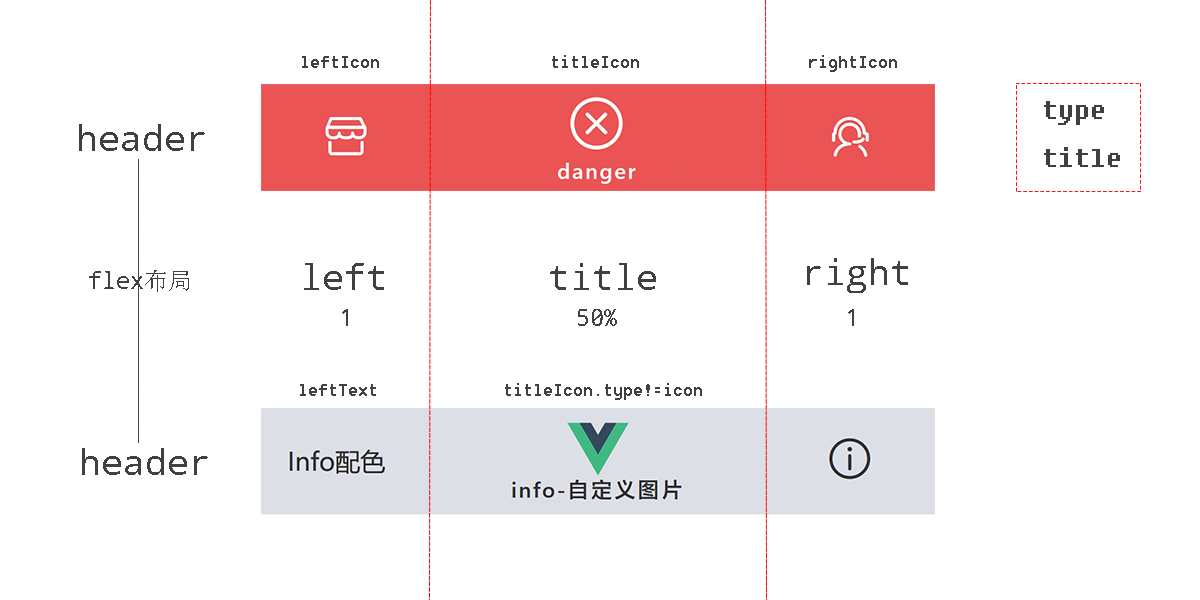 leftIcon titleIcon rightIcon
header
danger
type
title
flex布局
left title right
1 50% 1
leftText titleIcon.type!=icon
header
Info配色
info-自定义图片